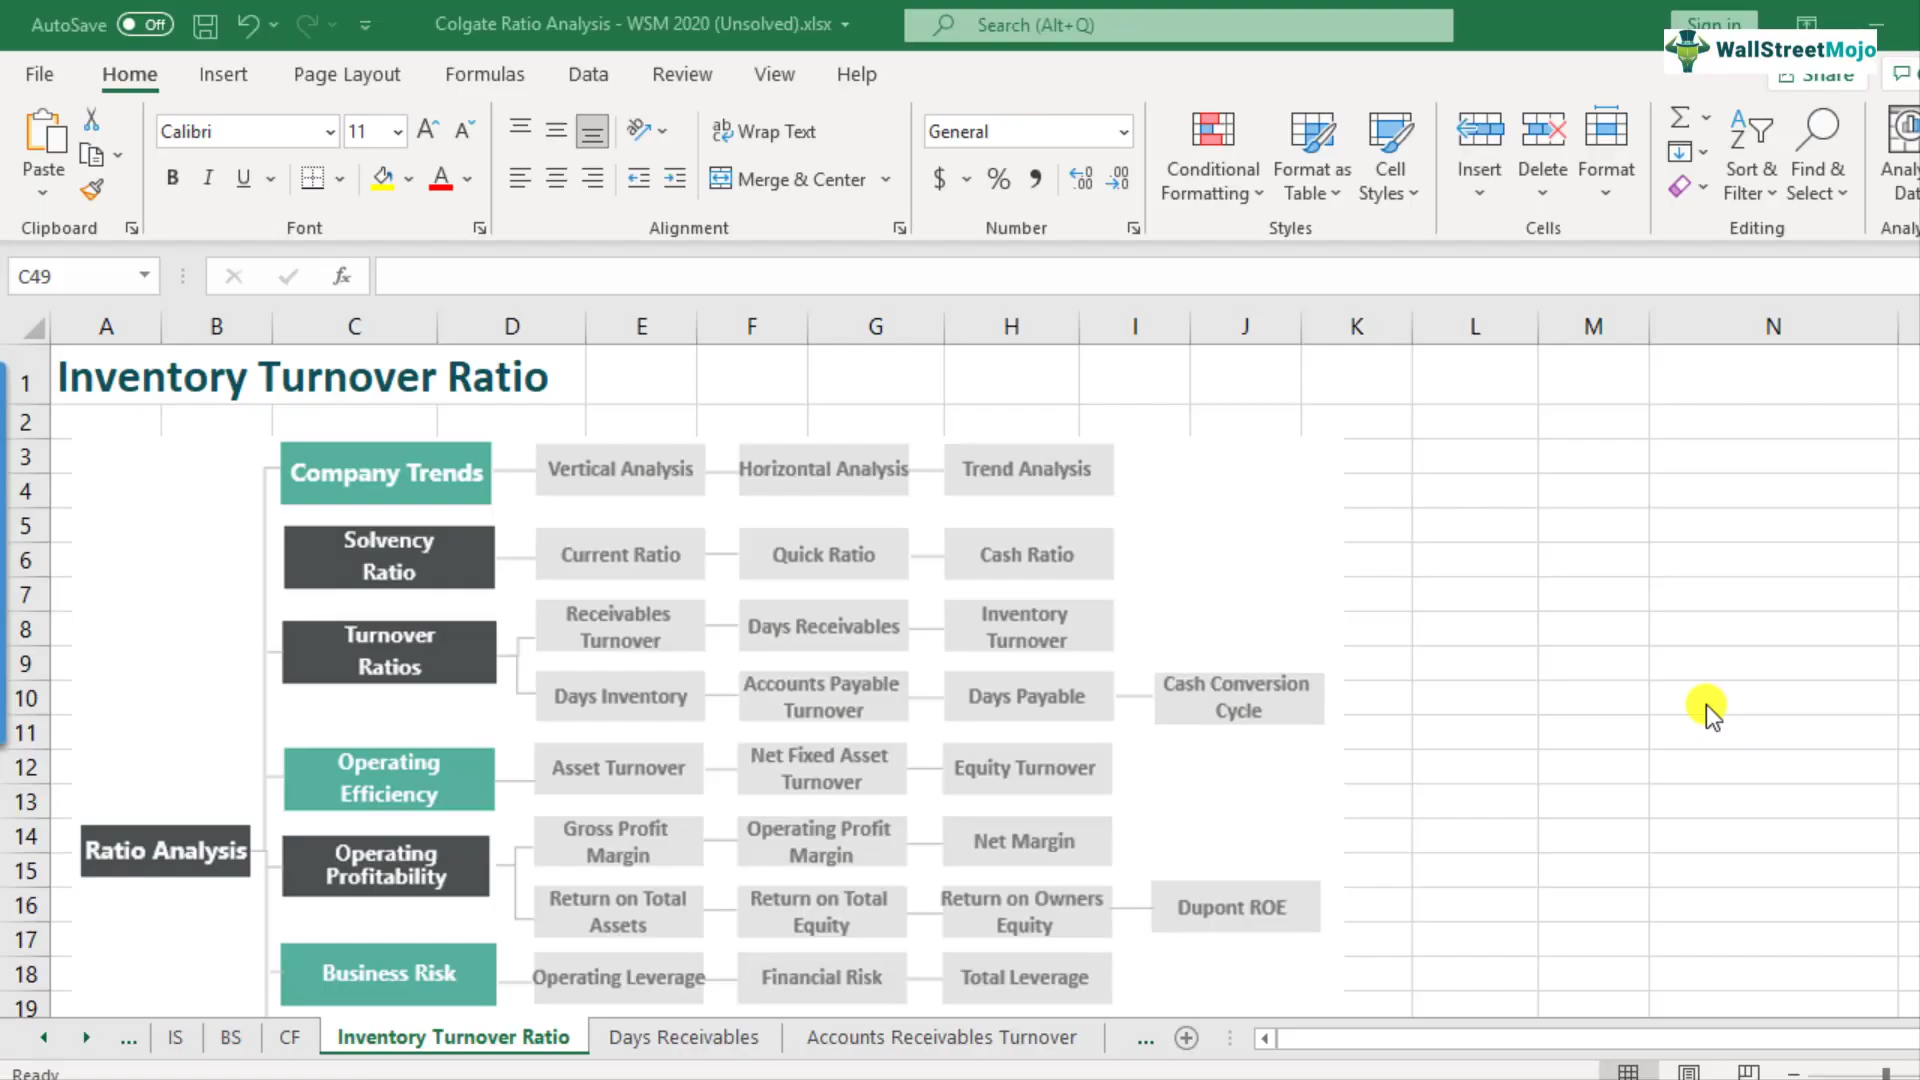 AutoSave Off Colgate Ratio Analysis - WSM 2020 (Unsolved).xlsx Search (Alt+Q) Sign in
WallStreetMojo
File Home Insert Page Layout Formulas Data Review View Help Share
Calibri 11 Wrap Text General
Paste Merge & Center Conditional Formatting Format as Table Cell Styles Insert Delete Format Sort & Filter Find & Select
B I U $ %
Clipboard Font Alignment Number Styles Cells Editing
C49 fx
A B C D E F G H I J K L M N
1 Inventory Turnover Ratio
2
3
4
5
6
7
8
9
10
11
12
13
14
15
16
17
18
19
Company Trends Vertical Analysis Horizontal Analysis Trend Analysis
Solvency
Ratio
Current Ratio Quick Ratio Cash Ratio
Turnover
Ratios
Receivables
Turnover
Days Receivables
Inventory
Turnover
Days Inventory
Accounts Payable
Turnover
Days Payable
Cash Conversion
Cycle
Operating
Efficiency
Asset Turnover
Net Fixed Asset
Turnover
Equity Turnover
Ratio Analysis
Operating
Profitability
Gross Profit
Margin
Operating Profit
Margin
Net Margin
Return on Total
Assets
Return on Total
Equity
Return on Owners
Equity
Dupont ROE
Business Risk Operating Leverage Financial Risk Total Leverage
... IS BS CF Inventory Turnover Ratio Days Receivables Accounts Receivables Turnover ...
Ready